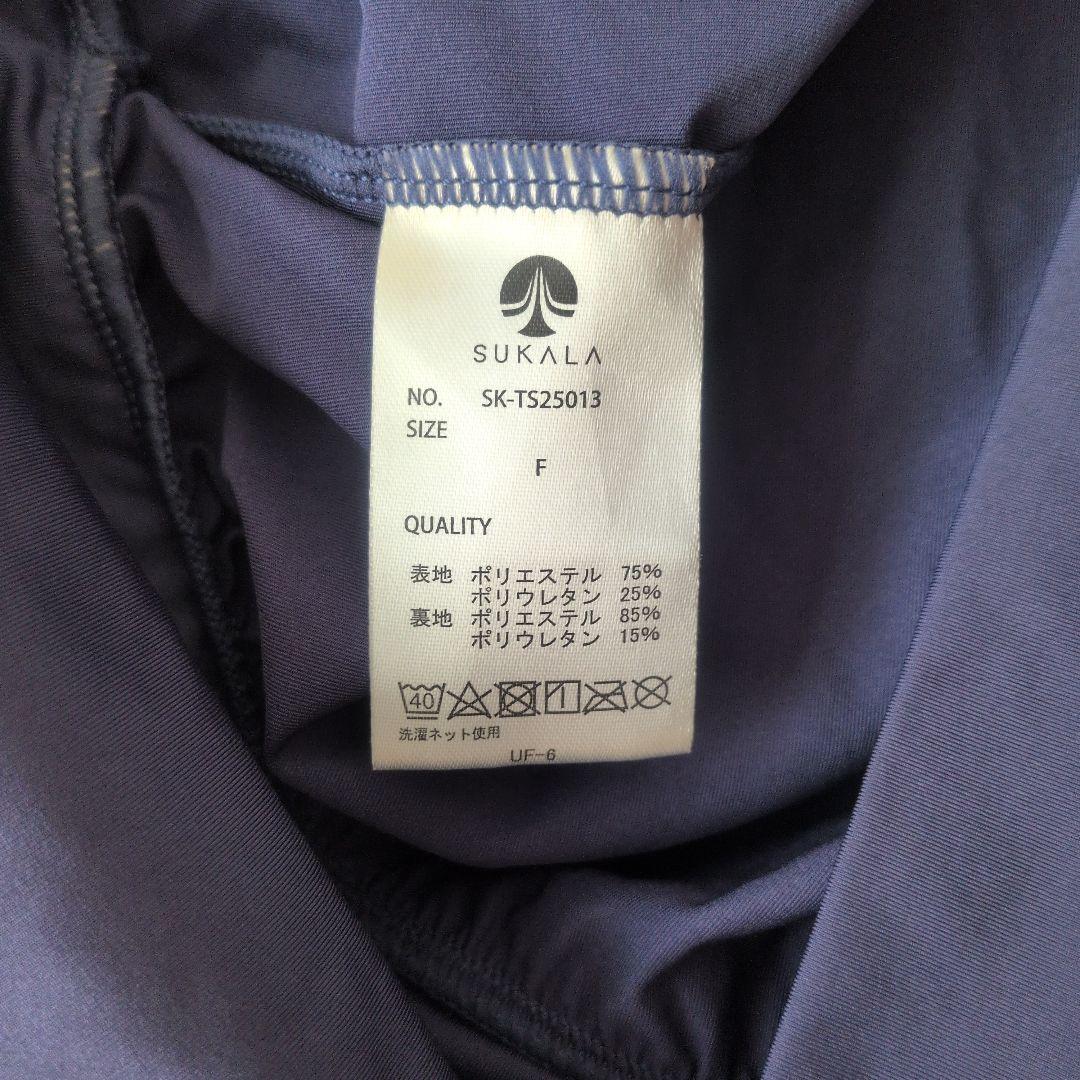 SUKALA
NO. SK-TS25013
SIZE
F
QUALITY
表地 ポリエステル 75%
ポリウレタン 25%
裏地 ポリエステル 85%
ポリウレタン 15%
40
洗濯ネット使用
UF-6